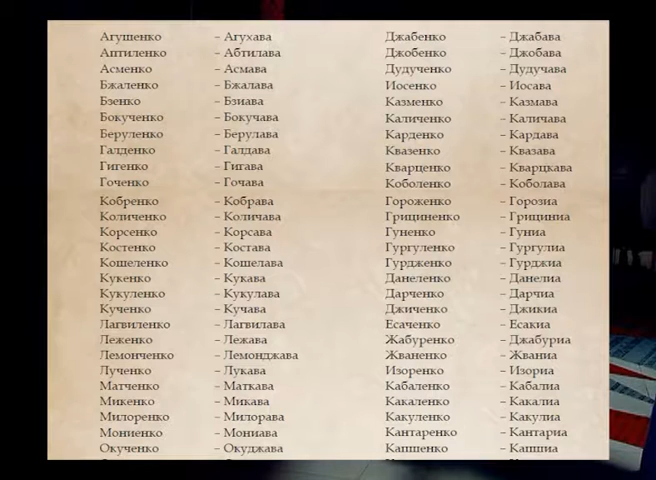 Агушенко – Агухава
Аптиленко – Абтилава
Асменко – Асмава
Бжаленко – Бжалава
Бзенко – Бзиава
Бокученко – Бокучава
Беруленко – Берулава
Галденко – Галдава
Гигенко – Гигава
Гоченко – Гочава
Кобренко – Кобрава
Количенко – Количава
Корсенко – Корсава
Костенко – Костава
Кошеленко – Кошелава
Кукенко – Кукава
Кукуленко – Кукулава
Кученко – Кучава
Лагвиленко – Лагвилава
Леженко – Лежава
Лемонченко – Лемонджава
Лученко – Лукава
Матченко – Маткава
Микенко – Микава
Милоренко – Милорава
Мониенко – Мониава
Окученко – Окуджава
Джабенко – Джабава
Джобенко – Джобава
Дудученко – Дудучава
Иосенко – Иосава
Казменко – Казмава
Каличенко – Каличава
Карденко – Кардава
Квазенко – Квазава
Кварценко – Кварцкава
Коболенко – Коболава
Гороженко – Горозиа
Грициненко – Грициниа
Гуненко – Гуниа
Гургуленко – Гургулиа
Гурдженко – Гурджиа
Данеленко – Данелиа
Дарченко – Дарчиа
Джиченко – Джикиа
Есаченко – Есакиа
Жабуренко – Джабуриа
Жваненко – Жваниа
Изоренко – Изориа
Кабаленко – Кабалиа
Какаленко – Какалиа
Какуленко – Какулиа
Кантаренко – Кантариа
Капшенко – Капшиа